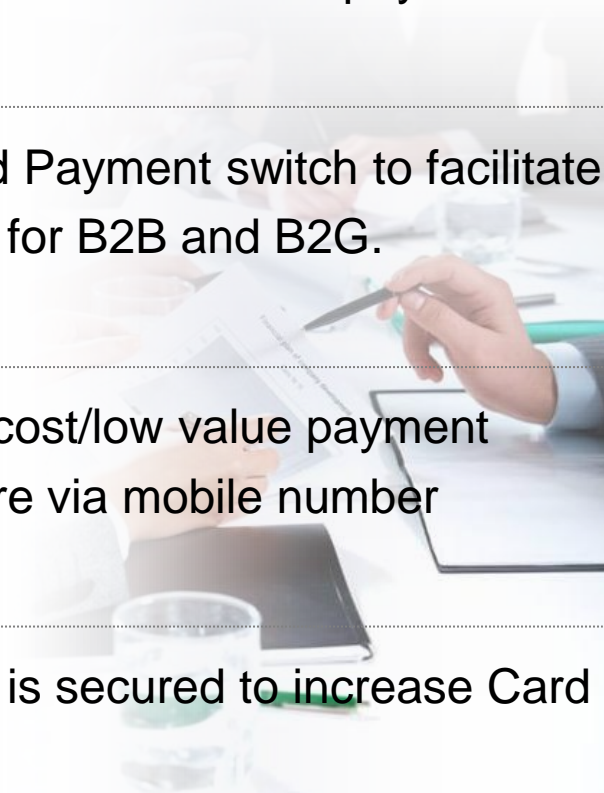 d Payment switch to facilitate
for B2B and B2G.
cost/low value payment
re via mobile number
is secured to increase Card